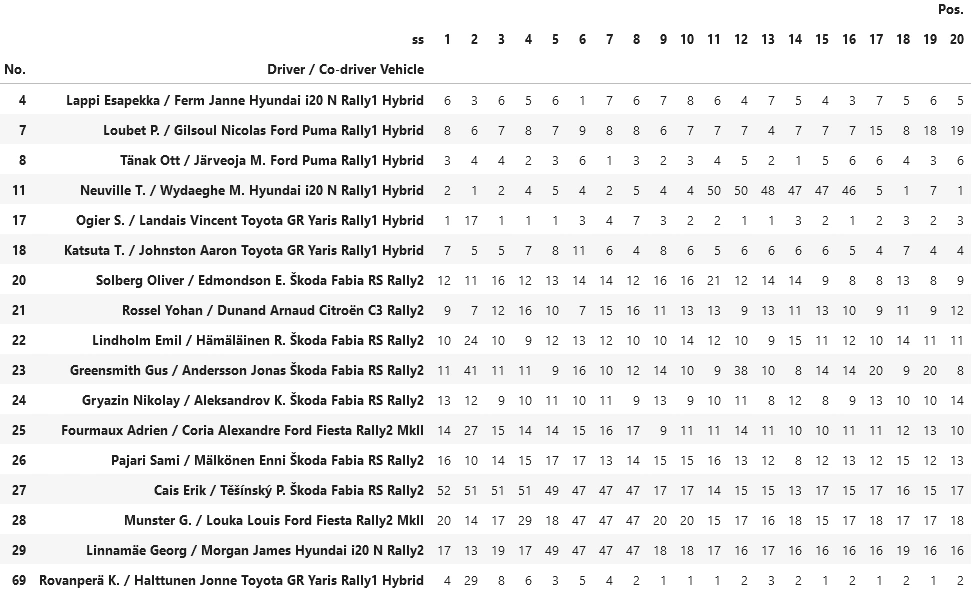 Pos.
ss 1 2 3 4 5 6 7 8 9 10 11 12 13 14 15 16 17 18 19 20
No. Driver / Co-driver Vehicle
4 Lappi Esapekka / Ferm Janne Hyundai i20 N Rally1 Hybrid 6 3 6 5 6 1 7 6 7 8 6 4 7 5 4 3 7 5 6 5
7 Loubet P. / Gilsoul Nicolas Ford Puma Rally1 Hybrid 8 6 7 8 7 9 8 8 6 7 7 7 4 7 7 7 15 8 18 19
8 Tänak Ott / Järveoja M. Ford Puma Rally1 Hybrid 3 4 4 2 3 6 1 3 2 3 4 5 2 1 5 6 6 4 3 6
11 Neuville T. / Wydaeghe M. Hyundai i20 N Rally1 Hybrid 2 1 2 4 5 4 2 5 4 4 50 50 48 47 47 46 5 1 7 1
17 Ogier S. / Landais Vincent Toyota GR Yaris Rally1 Hybrid 1 17 1 1 1 3 4 7 3 2 2 1 1 3 2 1 2 3 2 3
18 Katsuta T. / Johnston Aaron Toyota GR Yaris Rally1 Hybrid 7 5 5 7 8 11 6 4 8 6 5 6 6 6 6 5 4 7 4 4
20 Solberg Oliver / Edmondson E. Škoda Fabia RS Rally2 12 11 16 12 13 14 14 12 16 16 21 12 14 14 9 8 8 13 8 9
21 Rossel Yohan / Dunand Arnaud Citroën C3 Rally2 9 7 12 16 10 7 15 16 11 13 13 9 13 11 13 10 9 11 9 12
22 Lindholm Emil / Hämäläinen R. Škoda Fabia RS Rally2 10 24 10 9 12 13 12 10 10 14 12 10 9 15 11 12 10 14 11 11
23 Greensmith Gus / Andersson Jonas Škoda Fabia RS Rally2 11 41 11 11 9 16 10 12 14 10 9 38 10 8 14 14 20 9 20 8
24 Gryazin Nikolay / Aleksandrov K. Škoda Fabia RS Rally2 13 12 9 10 11 10 11 9 13 9 10 11 8 12 8 9 13 10 10 14
25 Fourmaux Adrien / Coria Alexandre Ford Fiesta Rally2 MkII 14 27 15 14 14 15 16 17 9 11 11 14 11 10 10 11 11 12 13 10
26 Pajari Sami / Mälkönen Enni Škoda Fabia RS Rally2 16 10 14 15 17 17 13 14 15 15 16 13 12 8 12 13 12 15 12 13
27 Cais Erik / Těšínský P. Škoda Fabia RS Rally2 52 51 51 51 49 47 47 47 17 17 14 15 15 13 17 15 17 16 15 17
28 Munster G. / Louka Louis Ford Fiesta Rally2 MkII 20 14 17 29 18 47 47 47 20 20 15 17 16 18 15 17 18 17 17 18
29 Linnamäe Georg / Morgan James Hyundai i20 N Rally2 17 13 19 17 49 47 47 47 18 18 17 16 17 16 16 16 16 19 16 16
69 Rovanperä K. / Halttunen Jonne Toyota GR Yaris Rally1 Hybrid 4 29 8 6 3 5 4 2 1 1 1 2 3 2 1 2 1 2 1 2